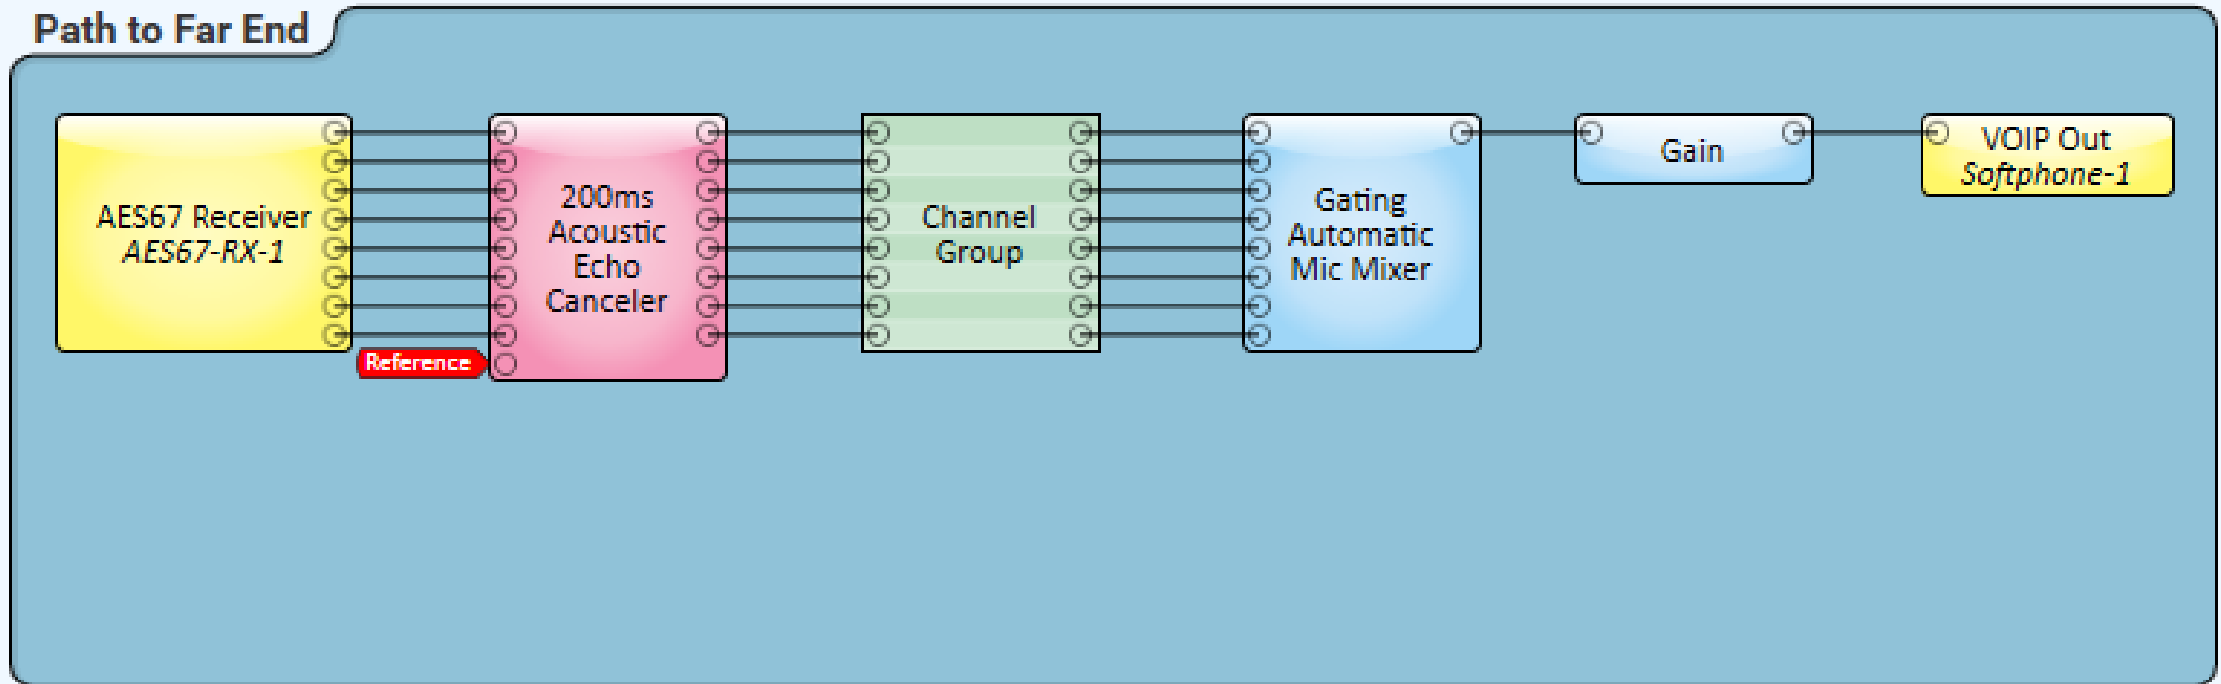 Path to Far End
AES67 Receiver
AES67-RX-1
Reference
200ms
Acoustic
Echo
Canceler
Channel
Group
Gating
Automatic
Mic Mixer
Gain
VOIP Out
Softphone-1